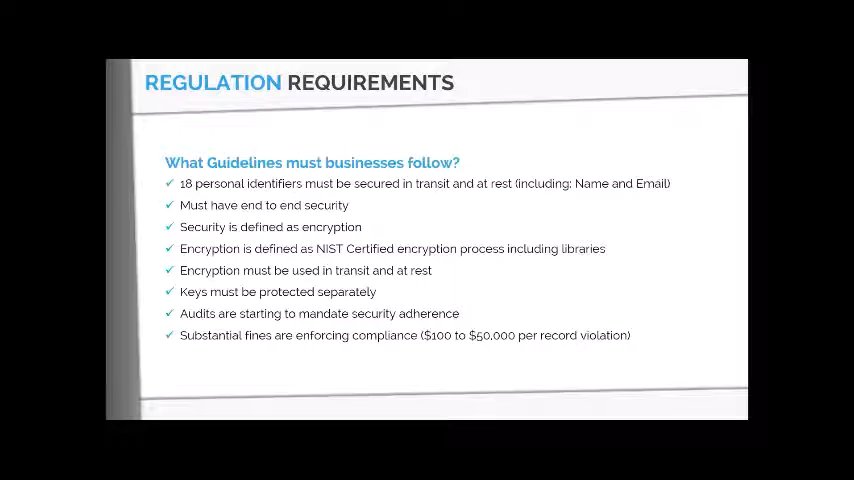 REGULATION REQUIREMENTS
What Guidelines must businesses follow?
✓ 18 personal identifiers must be secured in transit and at rest (including: Name and Email)
✓ Must have end to end security
✓ Security is defined as encryption
✓ Encryption is defined as NIST Certified encryption process including libraries
✓ Encryption must be used in transit and at rest
✓ Keys must be protected separately
✓ Audits are starting to mandate security adherence
✓ Substantial fines are enforcing compliance ($100 to $50,000 per record violation)